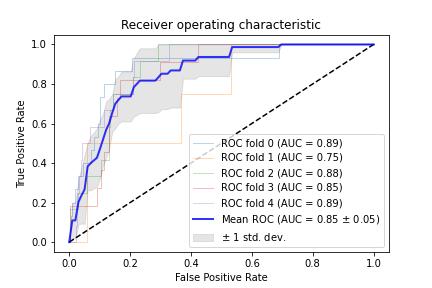 Receiver operating characteristic
1.0
0.8
0.6
0.4
0.2
0.0
True Positive Rate
ROC fold 0 (AUC = 0.89)
ROC fold 1 (AUC = 0.75)
ROC fold 2 (AUC = 0.88)
ROC fold 3 (AUC = 0.85)
ROC fold 4 (AUC = 0.89)
Mean ROC (AUC = 0.85 ± 0.05)
± 1 std. dev.
0.0 0.2 0.4 0.6 0.8 1.0
False Positive Rate